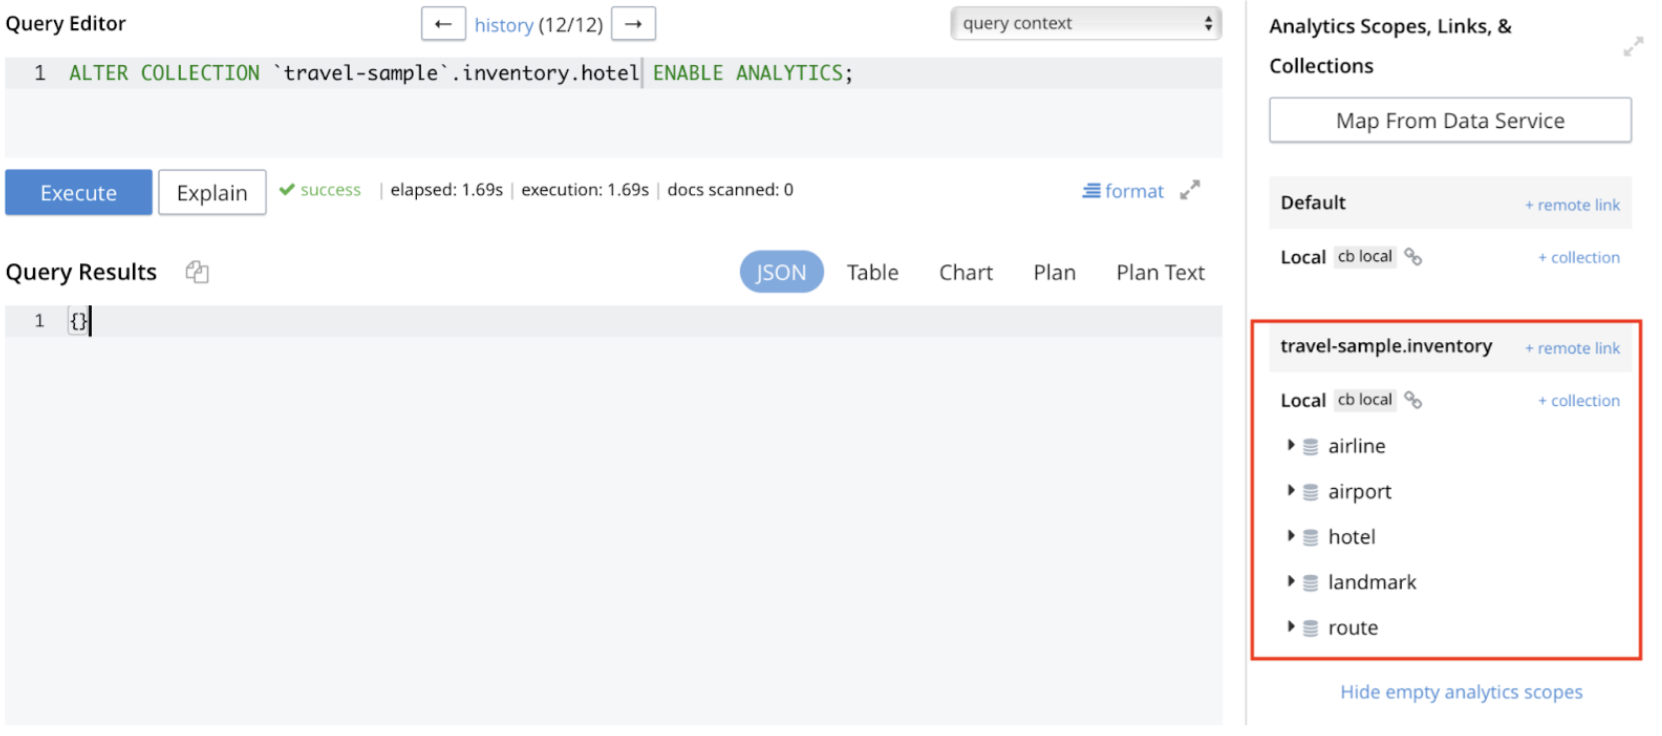 Query Editor
← history (12/12) →
query context
1 ALTER COLLECTION `travel-sample`.inventory.hotel ENABLE ANALYTICS;
Execute
Explain
success | elapsed: 1.69s | execution: 1.69s | docs scanned: 0
format
Query Results
JSON Table Chart Plan Plan Text
1 {}
Analytics Scopes, Links, &
Collections
Map From Data Service
Default + remote link
Local cb local + collection
travel-sample.inventory + remote link
Local cb local + collection
airline
airport
hotel
landmark
route
Hide empty analytics scopes